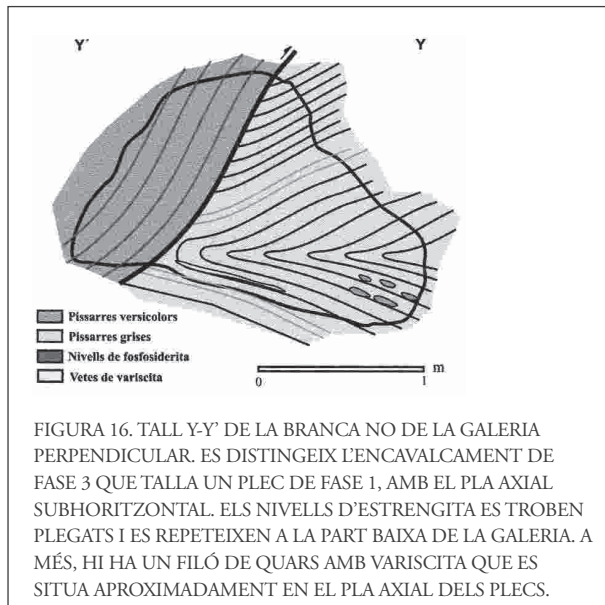 Y' Y
Pissarres versicolors
Pissarres grises
Nivells de fosfosiderita
Vetes de variscita
m
0 1
FIGURA 16. TALL Y-Y' DE LA BRANCA NO DE LA GALERIA
PERPENDICULAR. ES DISTINGEIX L'ENCAVALCAMENT DE
FASE 3 QUE TALLA UN PLEC DE FASE 1, AMB EL PLA AXIAL
SUBHORITZONTAL. ELS NIVELLS D'ESTRENGITA ES TROBEN
PLEGATS I ES REPETEIXEN A LA PART BAIXA DE LA GALERIA. A
MÉS, HI HA UN FILÓ DE QUARS AMB VARISCITA QUE ES
SITUA APROXIMADAMENT EN EL PLA AXIAL DELS PLECS.